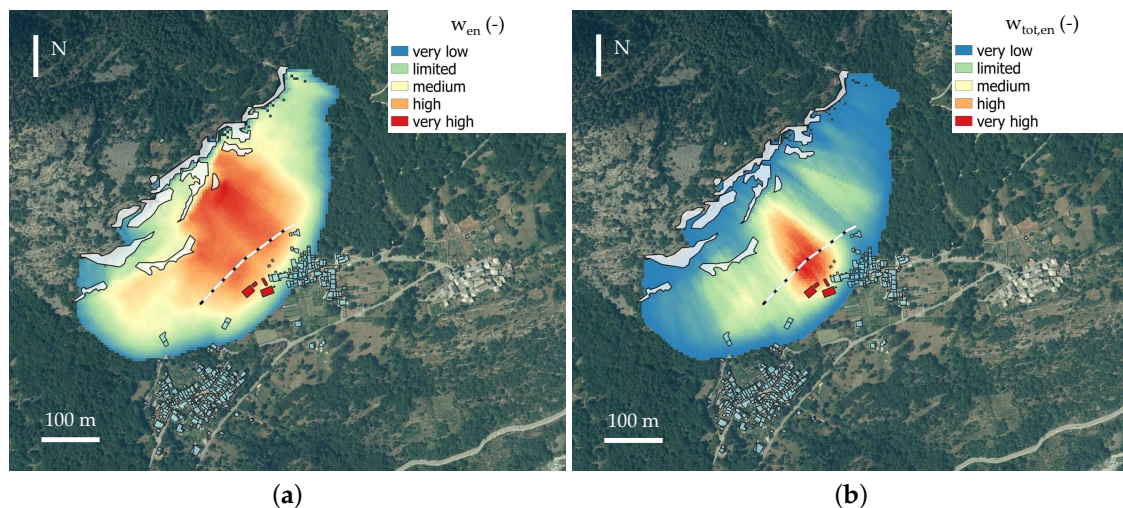 w_en (-)
very low
limited
medium
high
very high
N
100 m
(a)
w_tot,en (-)
very low
limited
medium
high
very high
N
100 m
(b)